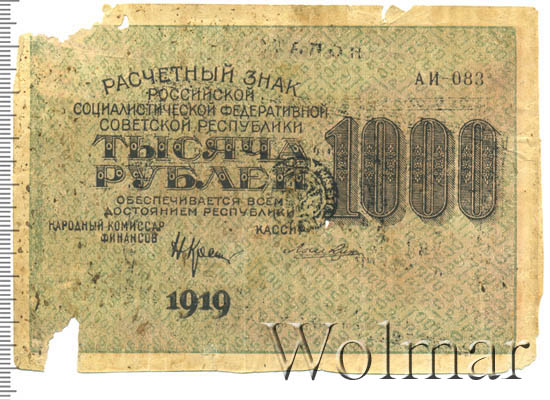 РАСЧЕТНЫЙ ЗНАК
РОССИЙСКОЙ
СОЦИАЛИСТИЧЕСКОЙ ФЕДЕРАТИВНОЙ
СОВЕТСКОЙ РЕСПУБЛИКИ
АИ-083
ТЫСЯЧА
РУБЛЕЙ
1000
ОБЕСПЕЧИВАЕТСЯ ВСЕМ
ДОСТОЯНИЕМ РЕСПУБЛИКИ
НАРОДНЫЙ КОМИССАР
ФИНАНСОВ
КАССИР
1919
Wolmar